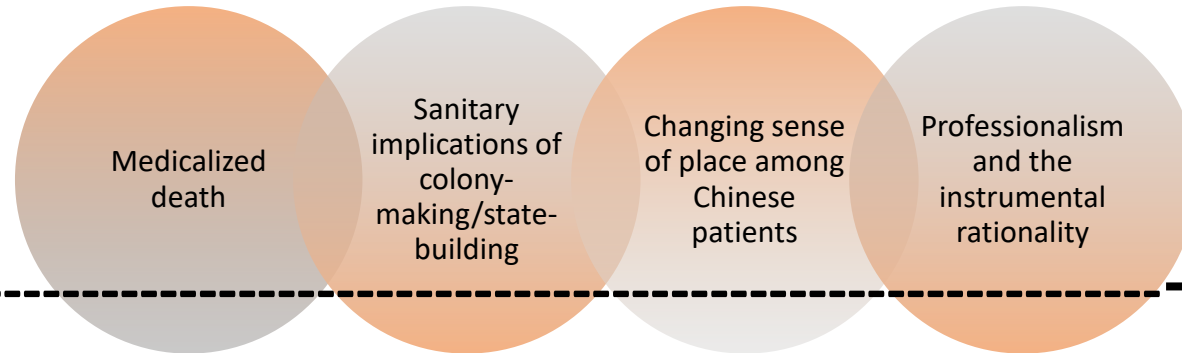 Medicalized
death
Sanitary
implications of
colony-
making/state-
building
Changing sense
of place among
Chinese
patients
Professionalism
and the
instrumental
rationality